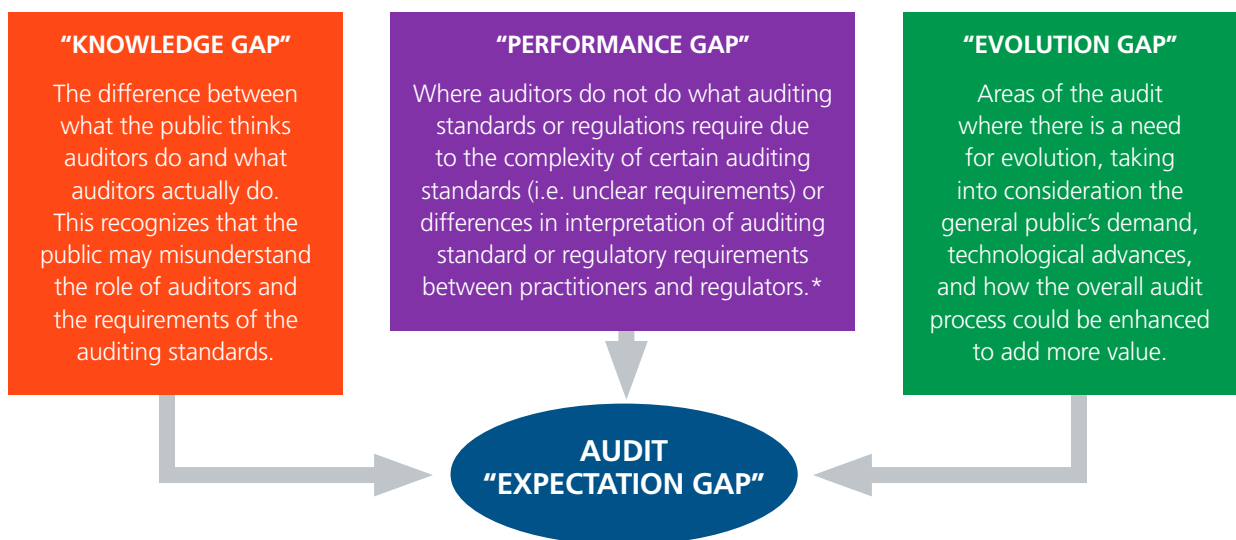 “KNOWLEDGE GAP”
The difference between
what the public thinks
auditors do and what
auditors actually do.
This recognizes that the
public may misunderstand
the role of auditors and
the requirements of the
auditing standards.
“PERFORMANCE GAP”
Where auditors do not do what auditing
standards or regulations require due
to the complexity of certain auditing
standards (i.e. unclear requirements) or
differences in interpretation of auditing
standard or regulatory requirements
between practitioners and regulators.*
“EVOLUTION GAP”
Areas of the audit
where there is a need
for evolution, taking
into consideration the
general public’s demand,
technological advances,
and how the overall audit
process could be enhanced
to add more value.
AUDIT
“EXPECTATION GAP”